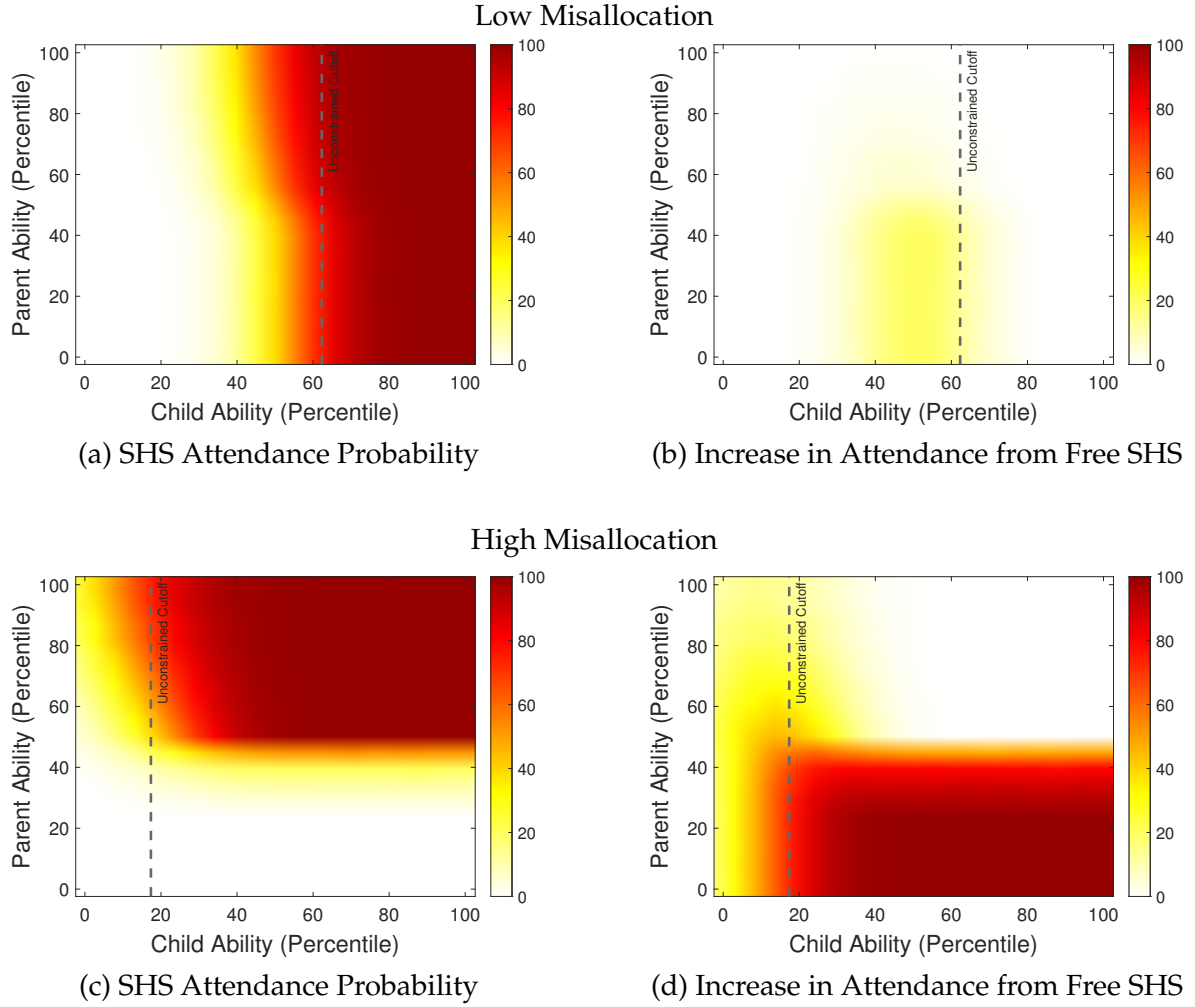 Low Misallocation
100
80
60
40
20
0
Parent Ability (Percentile)
Unconstrained Cutoff
0 20 40 60 80 100
Child Ability (Percentile)
100
80
60
40
20
0
(a) SHS Attendance Probability
100
80
60
40
20
0
Parent Ability (Percentile)
Unconstrained Cutoff
0 20 40 60 80 100
Child Ability (Percentile)
100
80
60
40
20
0
(b) Increase in Attendance from Free SHS
High Misallocation
100
80
60
40
20
0
Parent Ability (Percentile)
Unconstrained Cutoff
0 20 40 60 80 100
Child Ability (Percentile)
100
80
60
40
20
0
(c) SHS Attendance Probability
100
80
60
40
20
0
Parent Ability (Percentile)
Unconstrained Cutoff
0 20 40 60 80 100
Child Ability (Percentile)
100
80
60
40
20
0
(d) Increase in Attendance from Free SHS